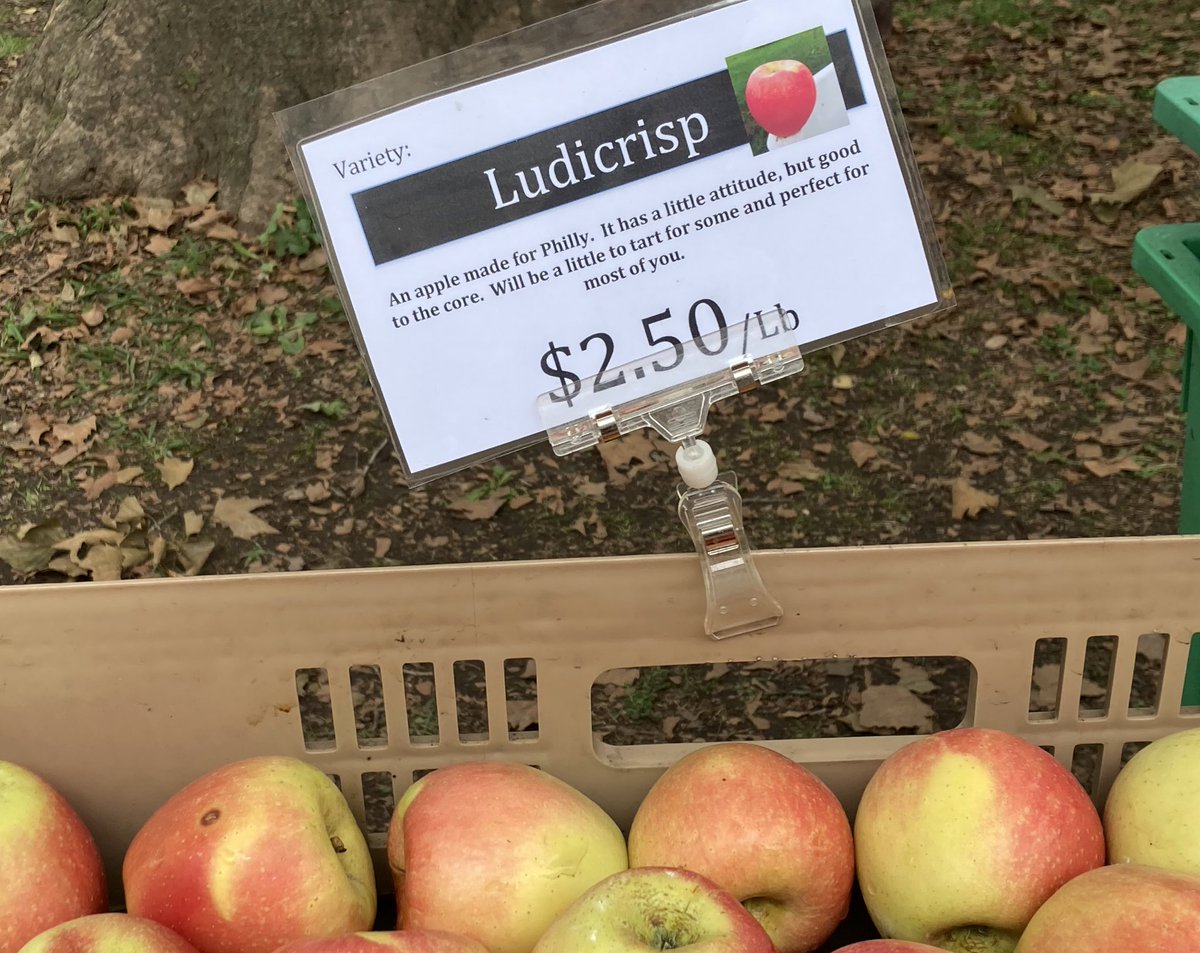 Variety:
Ludicrisp
An apple made for Philly. It has a little attitude, but good
to the core. Will be a little to tart for some and perfect for
most of you.
$2.50/Lb